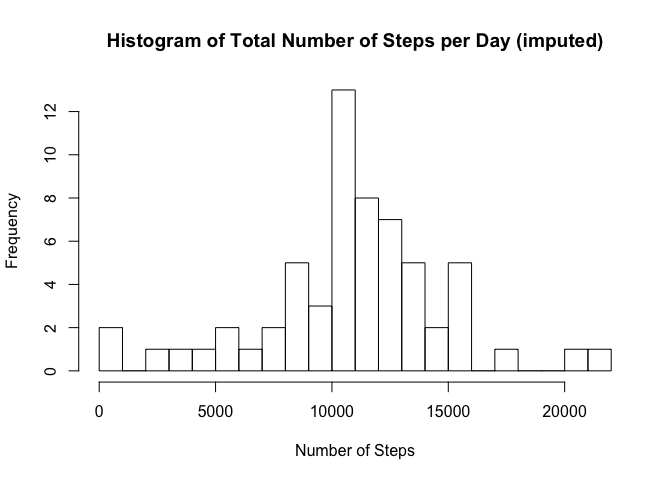 Histogram of Total Number of Steps per Day (imputed)
Frequency
12
10
8
6
4
2
0
0 5000 10000 15000 20000
Number of Steps